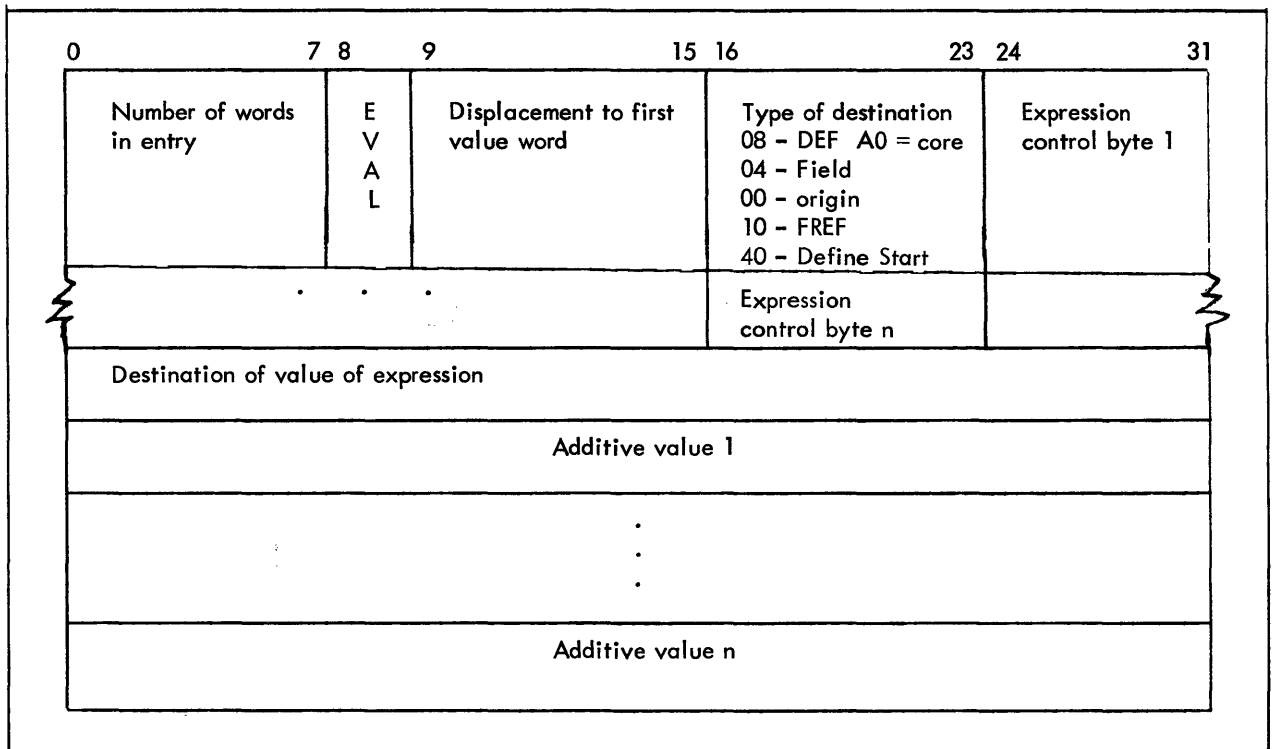 0 7 8 9 15 16 23 24 31
Number of words
in entry
E
V
A
L
Displacement to first
value word
Type of destination
08 - DEF A0 = core
04 - Field
00 - origin
10 - FREF
40 - Define Start
Expression
control byte 1
. . .
Expression
control byte n
Destination of value of expression
Additive value 1
.
.
.
Additive value n